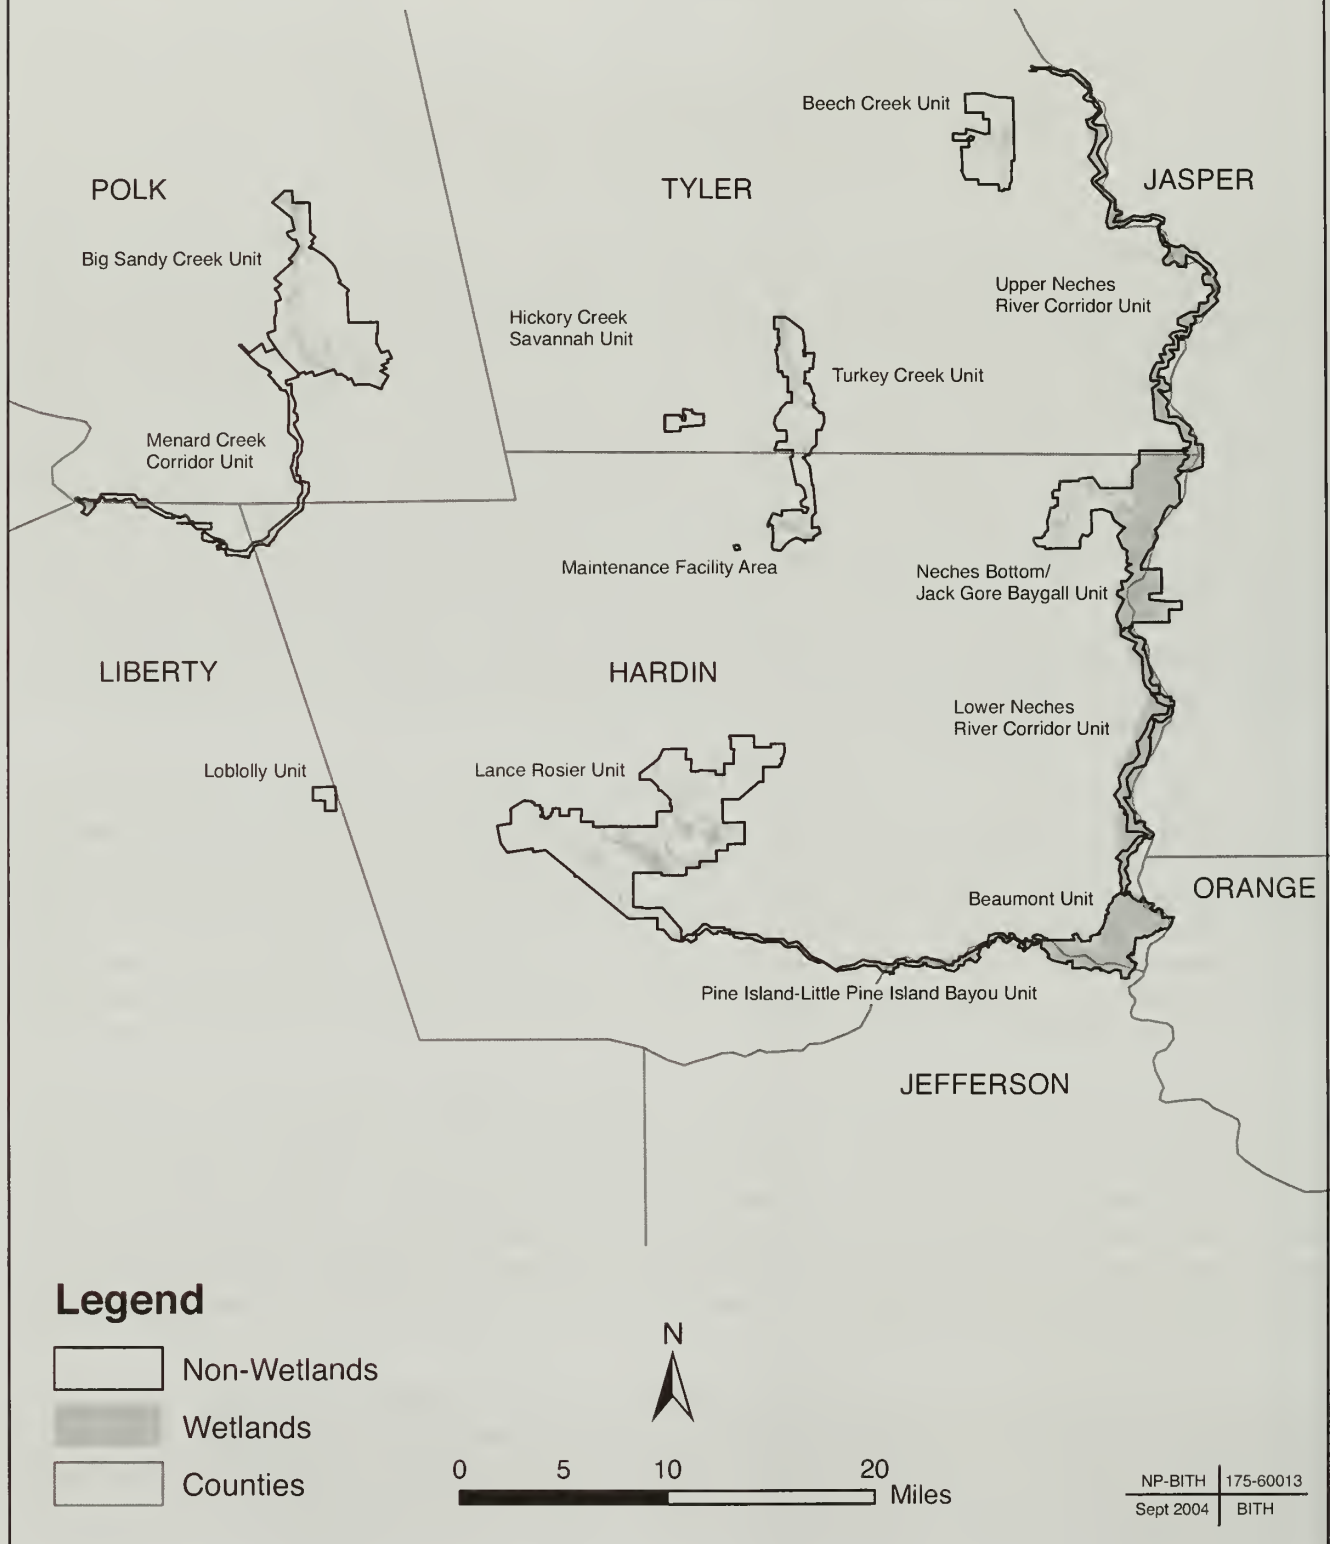 Beech Creek Unit
POLK
TYLER
JASPER
Big Sandy Creek Unit
Upper Neches
River Corridor Unit
Hickory Creek
Savannah Unit
Turkey Creek Unit
Menard Creek
Corridor Unit
Maintenance Facility Area
Neches Bottom/
Jack Gore Baygall Unit
LIBERTY
HARDIN
Lower Neches
River Corridor Unit
Loblolly Unit
Lance Rosier Unit
Beaumont Unit
ORANGE
Pine Island-Little Pine Island Bayou Unit
JEFFERSON
Legend
Non-Wetlands
Wetlands
Counties
N
0 5 10 20
Miles
NP-BITH 175-60013
Sept 2004 BITH